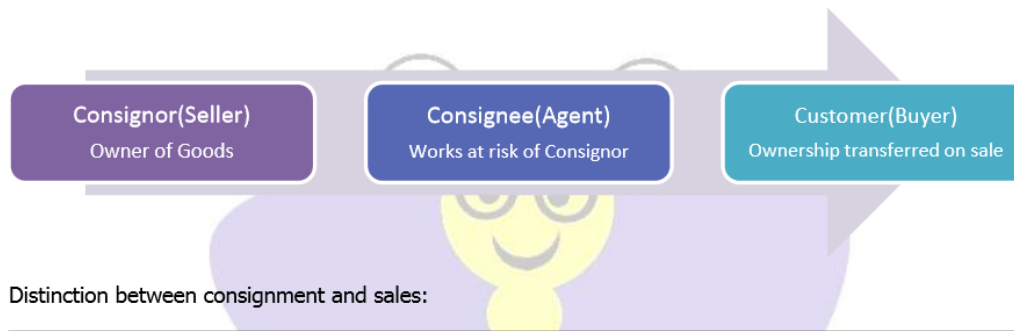 Consignor(Seller)
Owner of Goods
Consignee(Agent)
Works at risk of Consignor
Customer(Buyer)
Ownership transferred on sale
Distinction between consignment and sales: